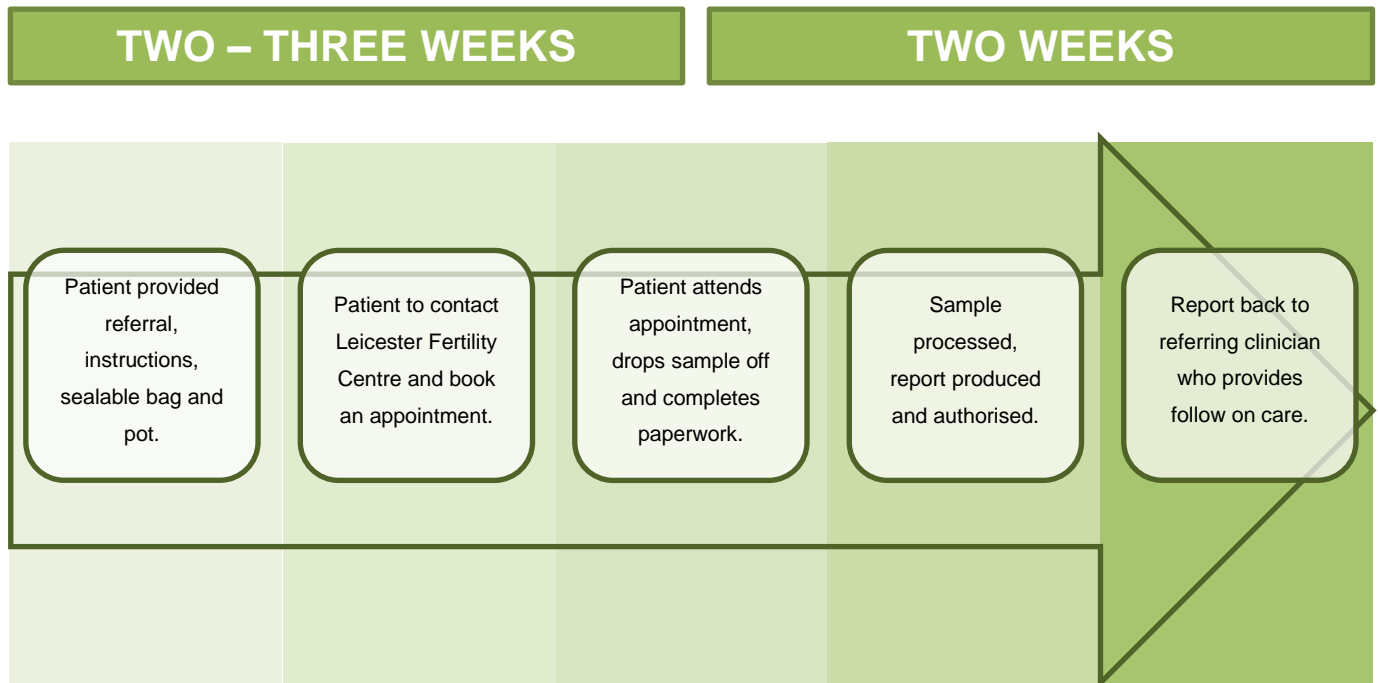 TWO – THREE WEEKS
TWO WEEKS
Patient provided
referral,
instructions,
sealable bag and
pot.
Patient to contact
Leicester Fertility
Centre and book
an appointment.
Patient attends
appointment,
drops sample off
and completes
paperwork.
Sample
processed,
report produced
and authorised.
Report back to
referring clinician
who provides
follow on care.